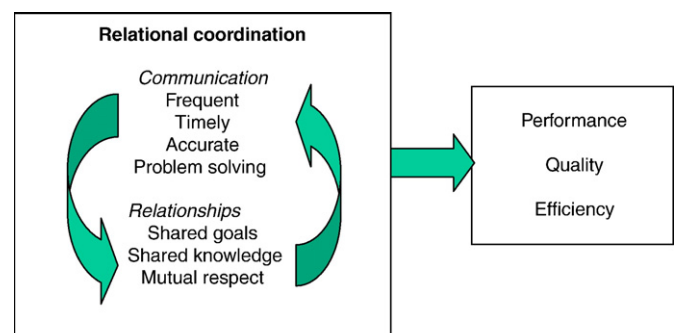 Relational coordination
Communication
Frequent
Timely
Accurate
Problem solving
Relationships
Shared goals
Shared knowledge
Mutual respect
Performance
Quality
Efficiency